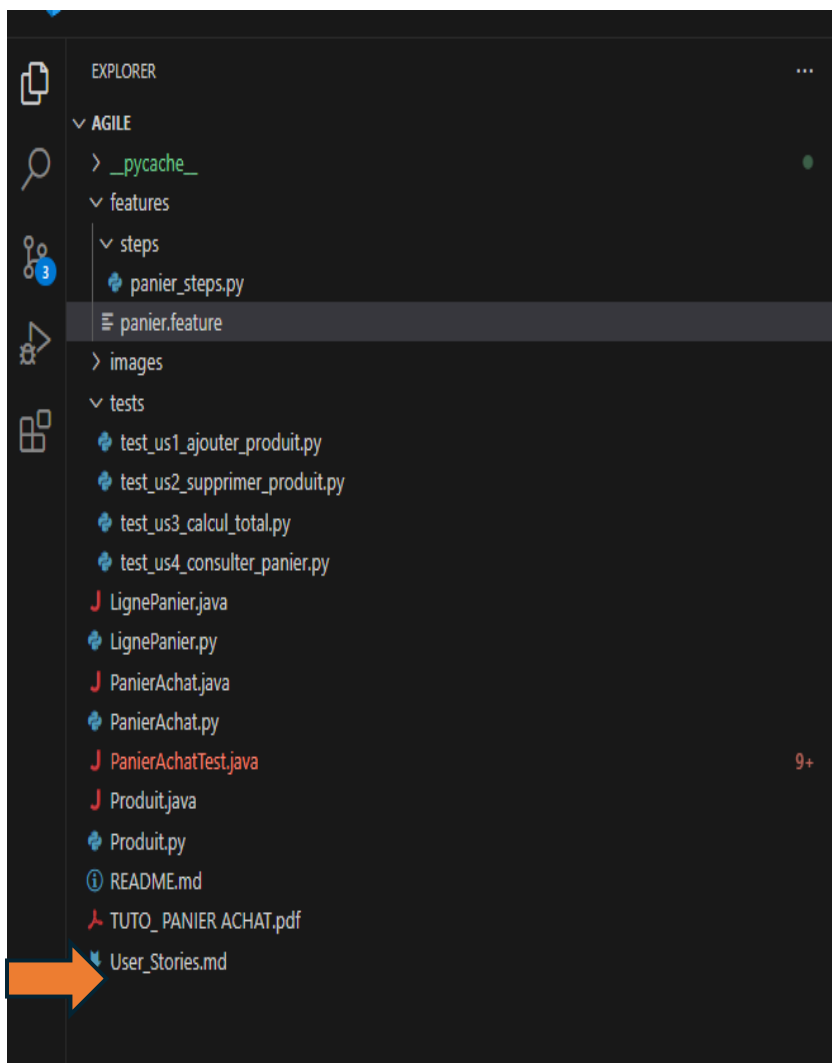 EXPLORER ...
AGILE
__pycache__
features
steps
3
panier_steps.py
panier.feature
images
tests
test_us1_ajouter_produit.py
test_us2_supprimer_produit.py
test_us3_calcul_total.py
test_us4_consulter_panier.py
J LignePanier.java
LignePanier.py
J PanierAchat.java
PanierAchat.py
J PanierAchatTest.java 9+
J Produit.java
Produit.py
README.md
TUTO_ PANIER ACHAT.pdf
User_Stories.md